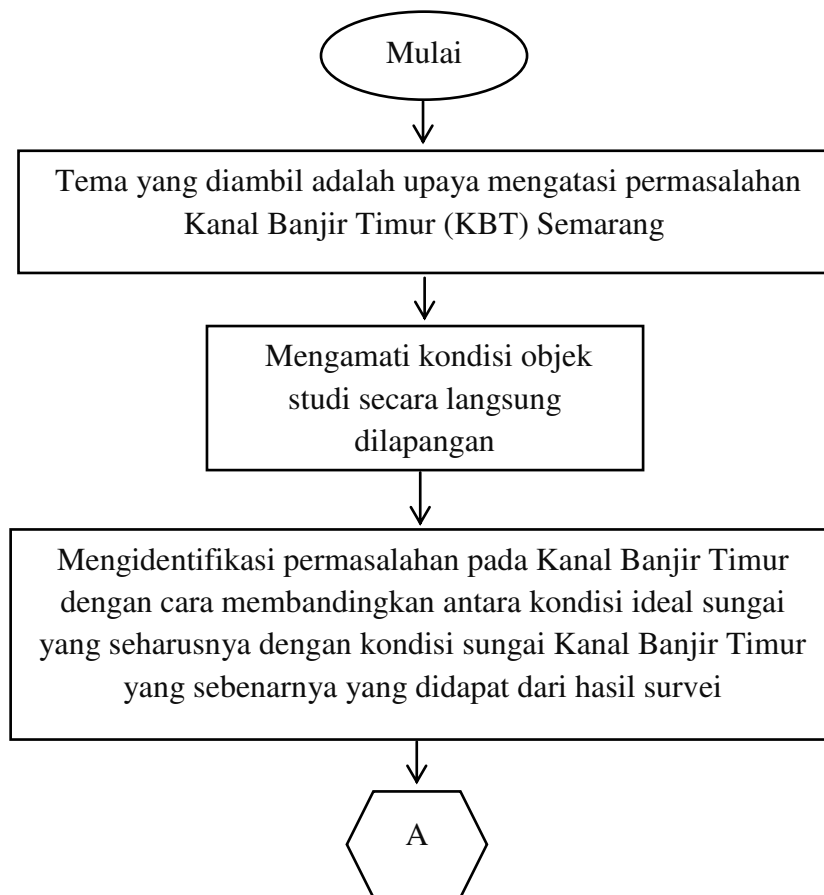 Mulai
Tema yang diambil adalah upaya mengatasi permasalahan
Kanal Banjir Timur (KBT) Semarang
Mengamati kondisi objek
studi secara langsung
dilapangan
Mengidentifikasi permasalahan pada Kanal Banjir Timur
dengan cara membandingkan antara kondisi ideal sungai
yang seharusnya dengan kondisi sungai Kanal Banjir Timur
yang sebenarnya yang didapat dari hasil survei
A